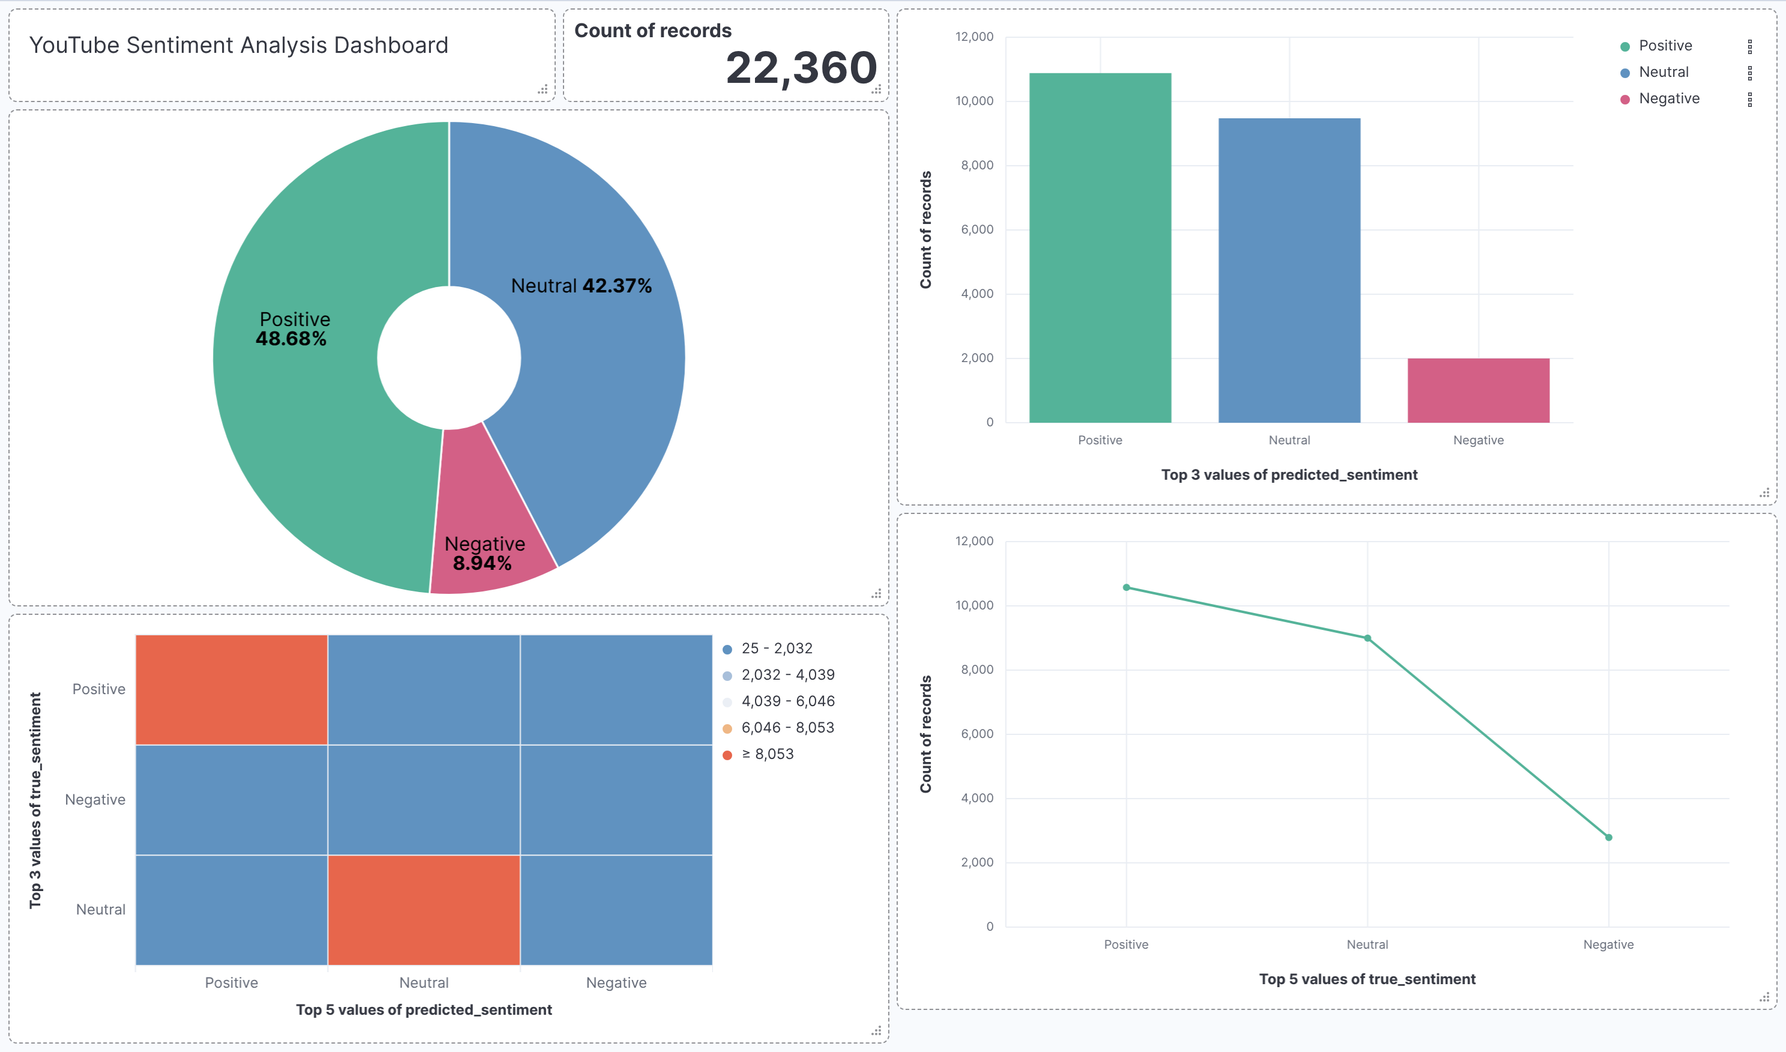 YouTube Sentiment Analysis Dashboard
Count of records
22,360
Neutral 42.37%
Positive
48.68%
Negative
8.94%
12,000
10,000
8,000
6,000
4,000
2,000
0
Count of records
Positive
Neutral
Negative
Top 3 values of predicted_sentiment
Positive
Neutral
Negative
Top 3 values of true_sentiment
Positive
Negative
Neutral
Positive
Neutral
Negative
Top 5 values of predicted_sentiment
25 - 2,032
2,032 - 4,039
4,039 - 6,046
6,046 - 8,053
≥ 8,053
12,000
10,000
8,000
6,000
4,000
2,000
0
Count of records
Positive
Neutral
Negative
Top 5 values of true_sentiment